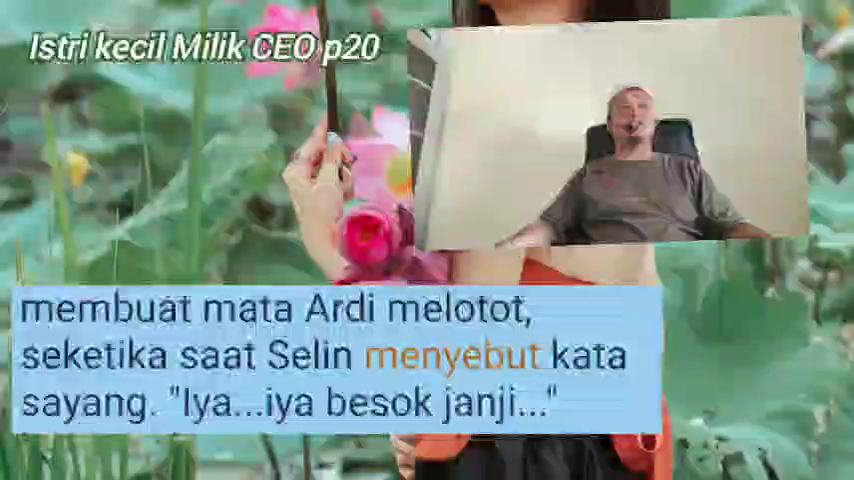 Istri kecil Milik CEO p20
membuat mata Ardi melotot,
seketika saat Selin menyebut kata
sayang. "Iya...iya besok janji..."